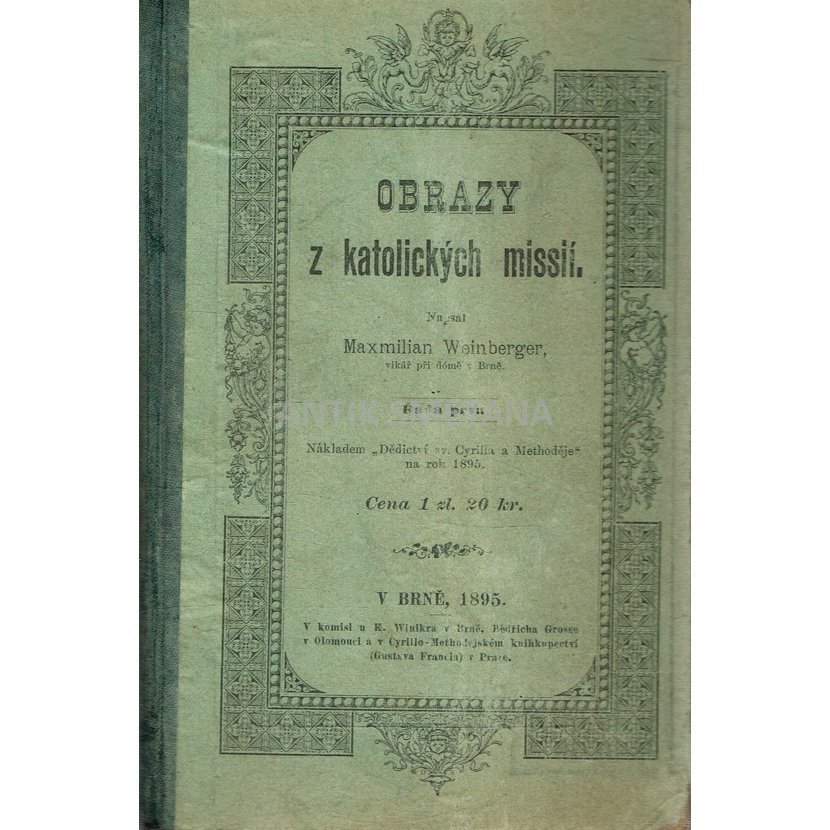 OBRAZY
z katolických missií.
Napsal
Maxmilian Weinberger,
vikář při dómě v Brně.
Řada prvá
ANTIK SMETANA
Nákladem „Dědictví sv. Cyrilla a Methoděje“
na rok 1895.
Cena 1 zl. 20 kr.
V BRNĚ, 1895.
V komisi u K. Winikra v Brně, Bedřicha Grosse
v Olomouci a v Cyrillo-Methodějském knihkupectví
(Gustava Francla) v Praze.